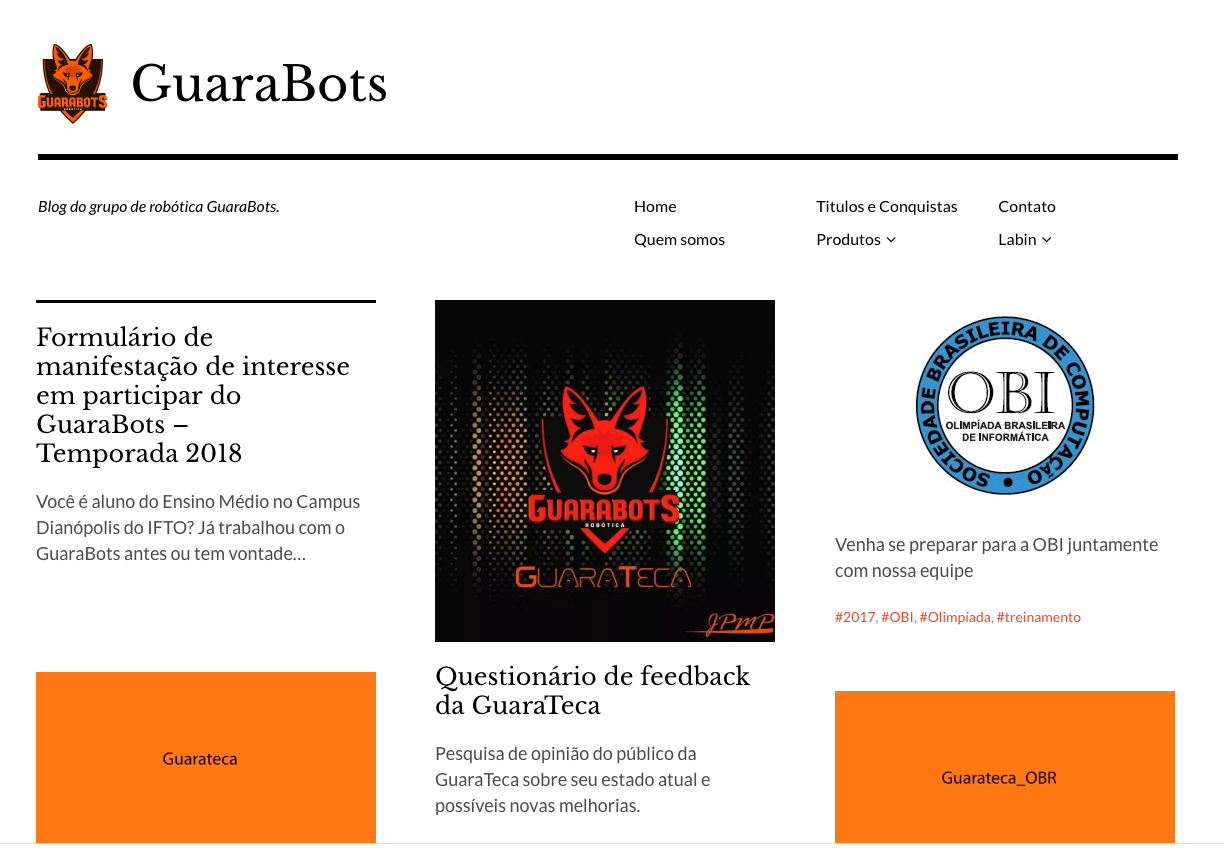 GUARABOTS
ROBÓTICA
GuaraBots
Blog do grupo de robótica GuaraBots.
Home
Titulos e Conquistas
Contato
Quem somos
Produtos
Labin
Formulário de
manifestação de interesse
em participar do
GuaraBots –
Temporada 2018
Você é aluno do Ensino Médio no Campus
Dianópolis do IFTO? Já trabalhou com o
GuaraBots antes ou tem vontade…
Guarateca
GUARABOTS
ROBÓTICA
GUARATECA
JPMP
Questionário de feedback
da GuaraTeca
Pesquisa de opinião do público da
GuaraTeca sobre seu estado atual e
possíveis novas melhorias.
SOCIEDADE BRASILEIRA DE COMPUTAÇÃO
OBI
OLIMPÍADA BRASILEIRA
DE INFORMÁTICA
Venha se preparar para a OBI juntamente
com nossa equipe
#2017, #OBI, #Olimpíada, #treinamento
Guarateca_OBR